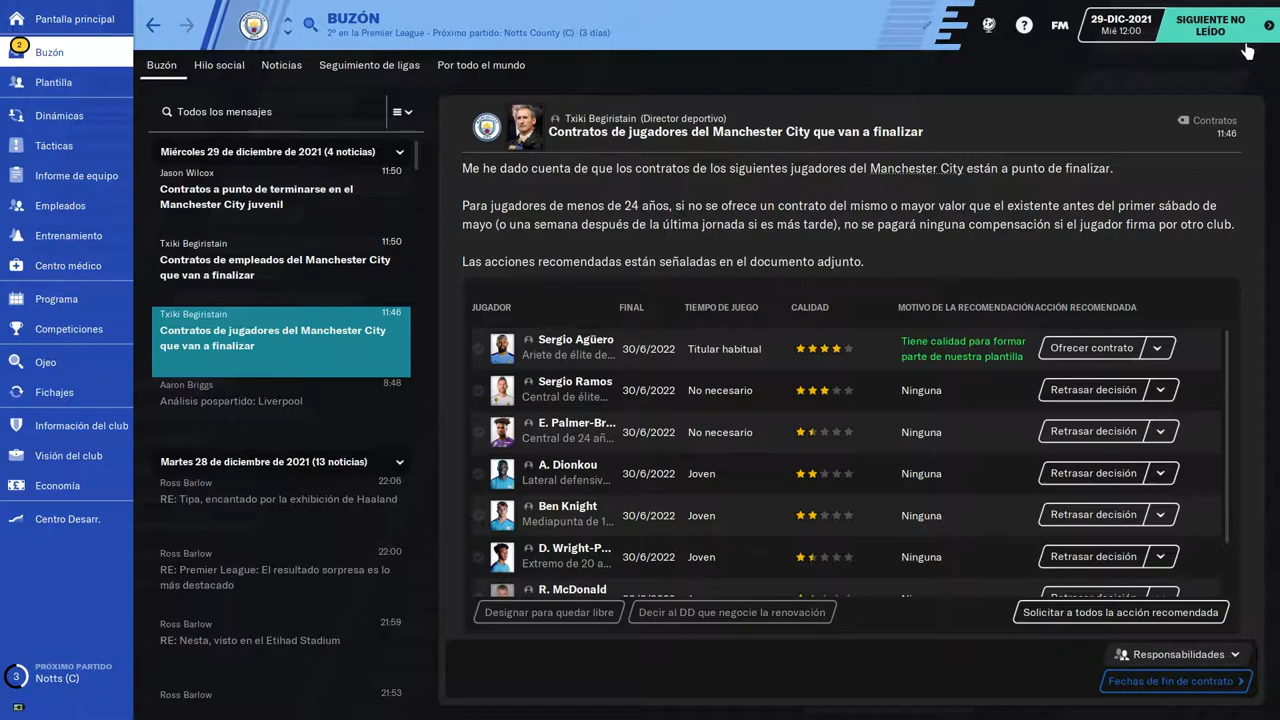 Pantalla principal
2
Buzón
Plantilla
Dinámicas
Tácticas
Informe de equipo
Empleados
Entrenamiento
Centro médico
Programa
Competiciones
Ojeo
Fichajes
Información del club
Visión del club
Economía
Centro Desarr.
3
PRÓXIMO PARTIDO
Notts (C)
BUZÓN
2º en la Premier League - Próximo partido: Notts County (C) (3 días)
?
FM
29-DIC-2021
Mié 12:00
SIGUIENTE NO
LEÍDO
Buzón
Hilo social
Noticias
Seguimiento de ligas
Por todo el mundo
Todos los mensajes
Miércoles 29 de diciembre de 2021 (4 noticias)
Jason Wilcox 11:50
Contratos a punto de terminarse en el
Manchester City juvenil
Txiki Begiristain 11:50
Contratos de empleados del Manchester City
que van a finalizar
Txiki Begiristain 11:46
Contratos de jugadores del Manchester City
que van a finalizar
Aaron Briggs 8:48
Análisis pospartido: Liverpool
Martes 28 de diciembre de 2021 (13 noticias)
Ross Barlow 22:06
RE: Tipa, encantado por la exhibición de Haaland
Ross Barlow 22:00
RE: Premier League: El resultado sorpresa es lo
más destacado
Ross Barlow 21:59
RE: Nesta, visto en el Etihad Stadium
Ross Barlow 21:53
Txiki Begiristain (Director deportivo)
Contratos de jugadores del Manchester City que van a finalizar
Contratos
11:46
Me he dado cuenta de que los contratos de los siguientes jugadores del Manchester City están a punto de finalizar.
Para jugadores de menos de 24 años, si no se ofrece un contrato del mismo o mayor valor que el existente antes del primer sábado de
mayo (o una semana después de la última jornada si es más tarde), no se pagará ninguna compensación si el jugador firma por otro club.
Las acciones recomendadas están señaladas en el documento adjunto.
JUGADOR FINAL TIEMPO DE JUEGO CALIDAD MOTIVO DE LA RECOMENDACIÓN ACCIÓN RECOMENDADA
Sergio Agüero
Ariete de élite de...
30/6/2022 Titular habitual
Tiene calidad para formar
parte de nuestra plantilla
Ofrecer contrato
Sergio Ramos
Central de élite...
30/6/2022 No necesario Ninguna Retrasar decisión
E. Palmer-Br...
Central de 24 añ...
30/6/2022 No necesario Ninguna Retrasar decisión
A. Dionkou
Lateral defensiv...
30/6/2022 Joven Ninguna Retrasar decisión
Ben Knight
Mediapunta de 1...
30/6/2022 Joven Ninguna Retrasar decisión
D. Wright-P...
Extremo de 20 a...
30/6/2022 Joven Ninguna Retrasar decisión
R. McDonald
Designar para quedar libre
Decir al DD que negocie la renovación
Solicitar a todos la acción recomendada
Responsabilidades
Fechas de fin de contrato